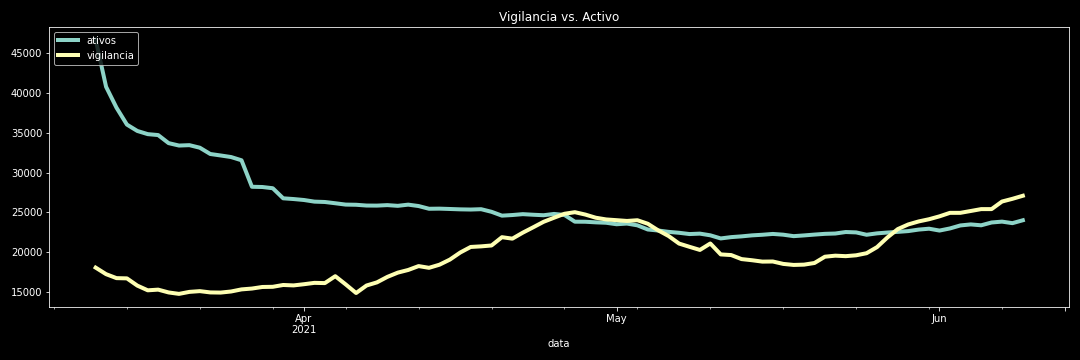 Vigilancia vs. Activo
ativos
vigilancia
45000
40000
35000
30000
25000
20000
15000
Apr
2021
May
Jun
data